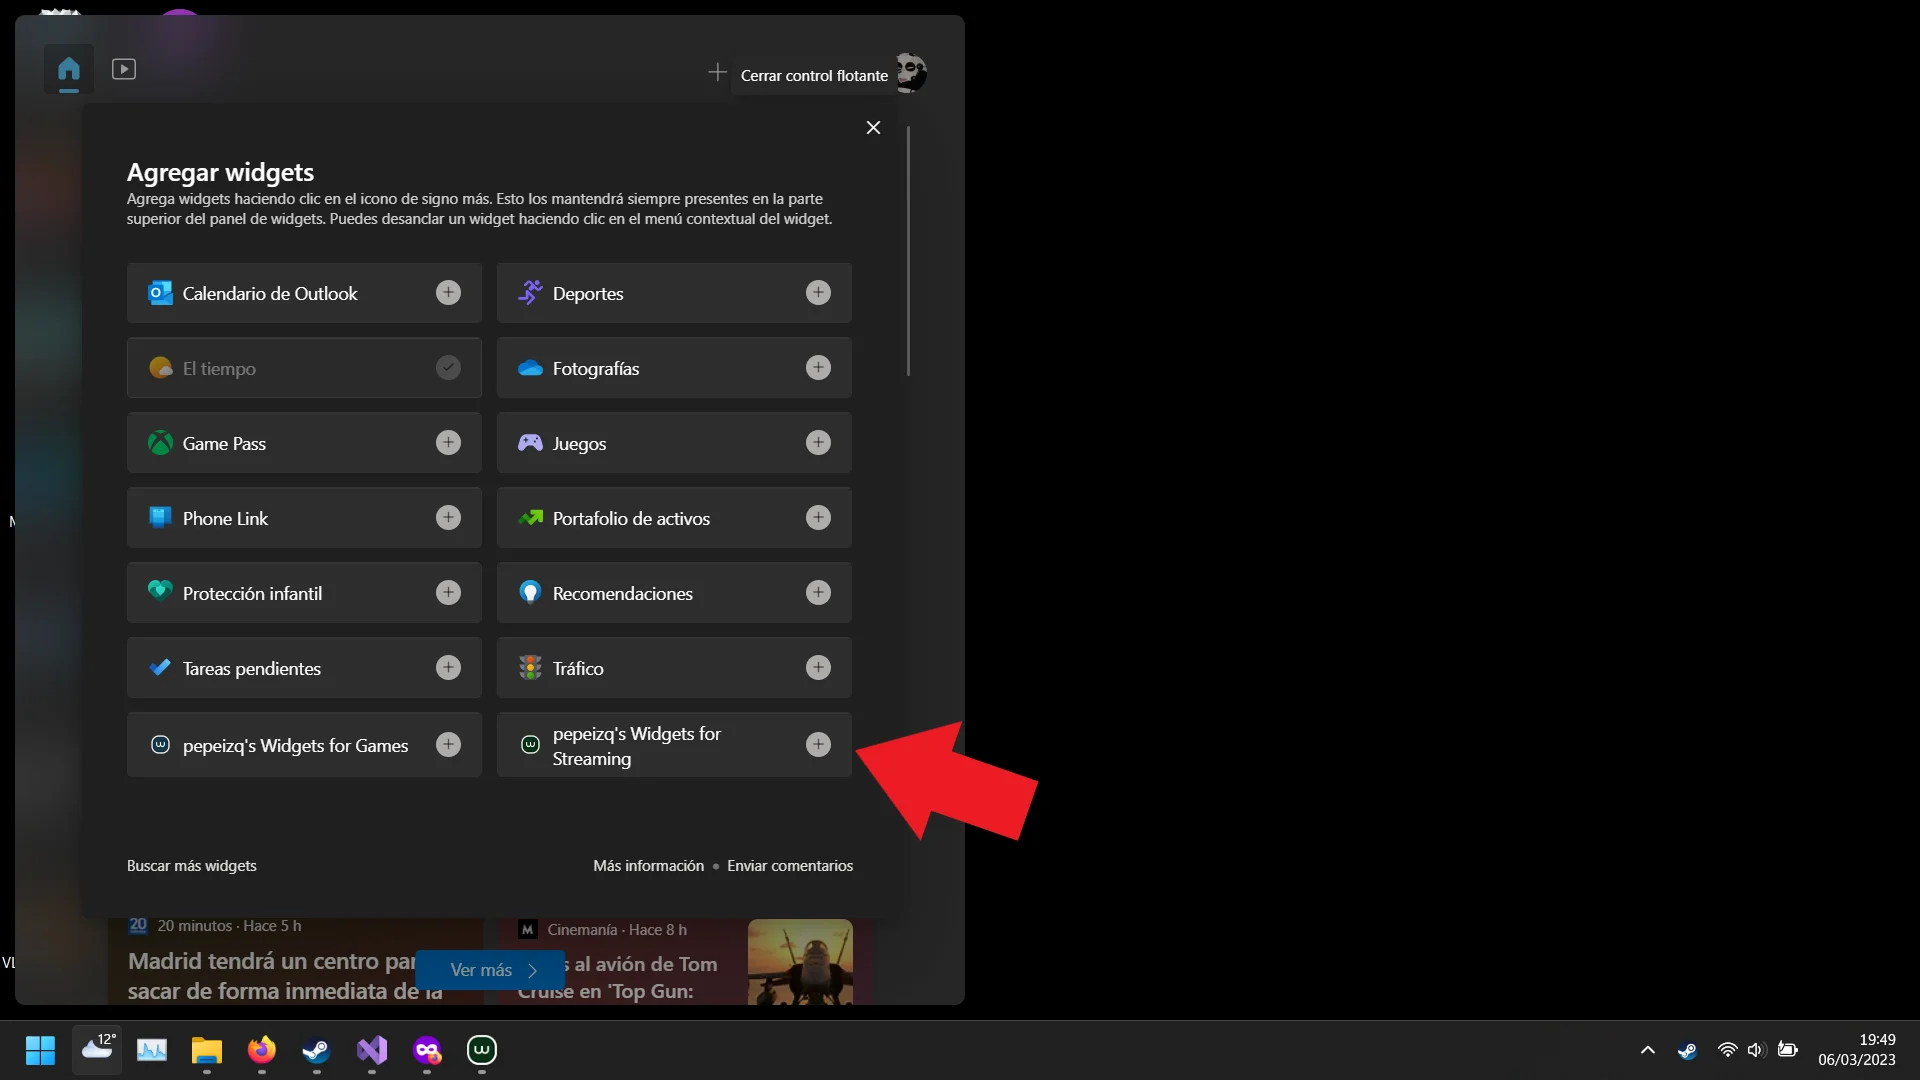 Cerrar control flotante
Agregar widgets
Agrega widgets haciendo clic en el icono de signo más. Esto los mantendrá siempre presentes en la parte
superior del panel de widgets. Puedes desanclar un widget haciendo clic en el menú contextual del widget.
Calendario de Outlook
Deportes
El tiempo
Fotografías
Game Pass
Juegos
Phone Link
Portafolio de activos
Protección infantil
Recomendaciones
Tareas pendientes
Tráfico
pepeizq's Widgets for Games
pepeizq's Widgets for
Streaming
Buscar más widgets
Más información • Enviar comentarios
20 minutos · Hace 5 h
Madrid tendrá un centro
sacar de forma inmediata de la
Cinemanía · Hace 8 h
al avión de Tom
Cruise en 'Top Gun:
Ver más
12°
19:49
06/03/2023